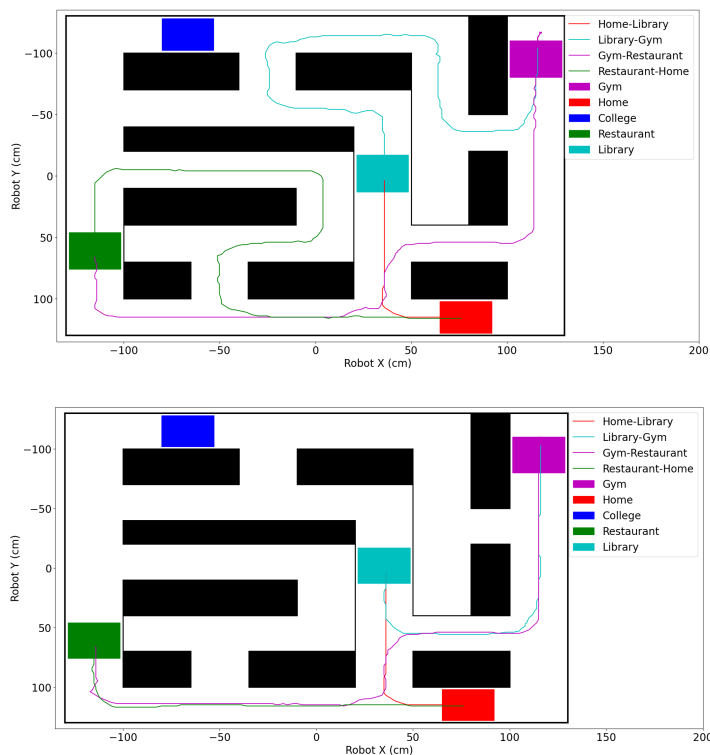 −100
−50
0
50
100
Robot Y (cm)
−100
−50
0
50
100
150
200
Robot X (cm)
Home-Library
Library-Gym
Gym-Restaurant
Restaurant-Home
Gym
Home
College
Restaurant
Library
−100
−50
0
50
100
Robot Y (cm)
−100
−50
0
50
100
150
200
Robot X (cm)
Home-Library
Library-Gym
Gym-Restaurant
Restaurant-Home
Gym
Home
College
Restaurant
Library